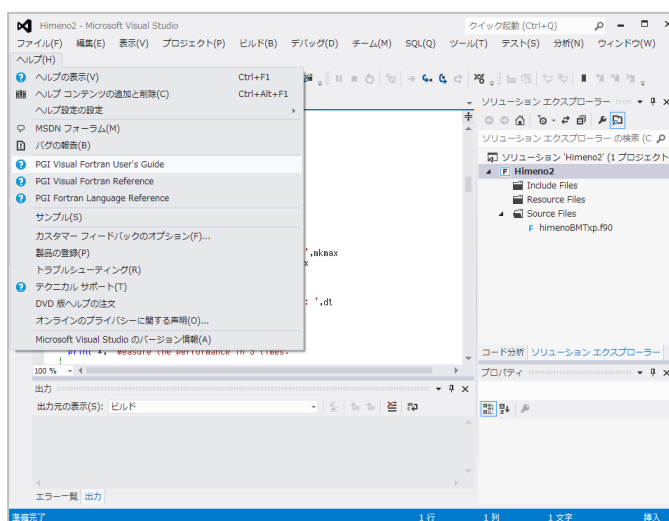 Himeno2 - Microsoft Visual Studio
クイック起動 (Ctrl+Q)
ファイル(F) 編集(E) 表示(V) プロジェクト(P) ビルド(B) デバッグ(D) チーム(M) SQL(Q) ツール(T) テスト(S) 分析(N) ウィンドウ(W)
ヘルプ(H)
ヘルプの表示(V) Ctrl+F1
ヘルプ コンテンツの追加と削除(C) Ctrl+Alt+F1
ヘルプ設定の設定
MSDN フォーラム(M)
バグの報告(B)
PGI Visual Fortran User's Guide
PGI Visual Fortran Reference
PGI Fortran Language Reference
サンプル(S)
カスタマー フィードバックのオプション(F)...
製品の登録(P)
トラブルシューティング(R)
テクニカル サポート(T)
DVD 版ヘルプの注文
オンラインのプライバシーに関する声明(O)...
Microsoft Visual Studio のバージョン情報(A)
',mkmax
x
: ',dt
print *, 'Measure the performance in 3 times.
!
100 %
ソリューション エクスプローラー
ソリューション エクスプローラー の検索 (C
ソリューション 'Himeno2' (1 プロジェクト
Himeno2
Include Files
Resource Files
Source Files
himenoBMTxp.f90
コード分析 ソリューション エクスプローラー
プロパティ
出力
出力元の表示(S): ビルド
エラー一覧 出力
準備完了 1 行 1 列 1 文字 挿入